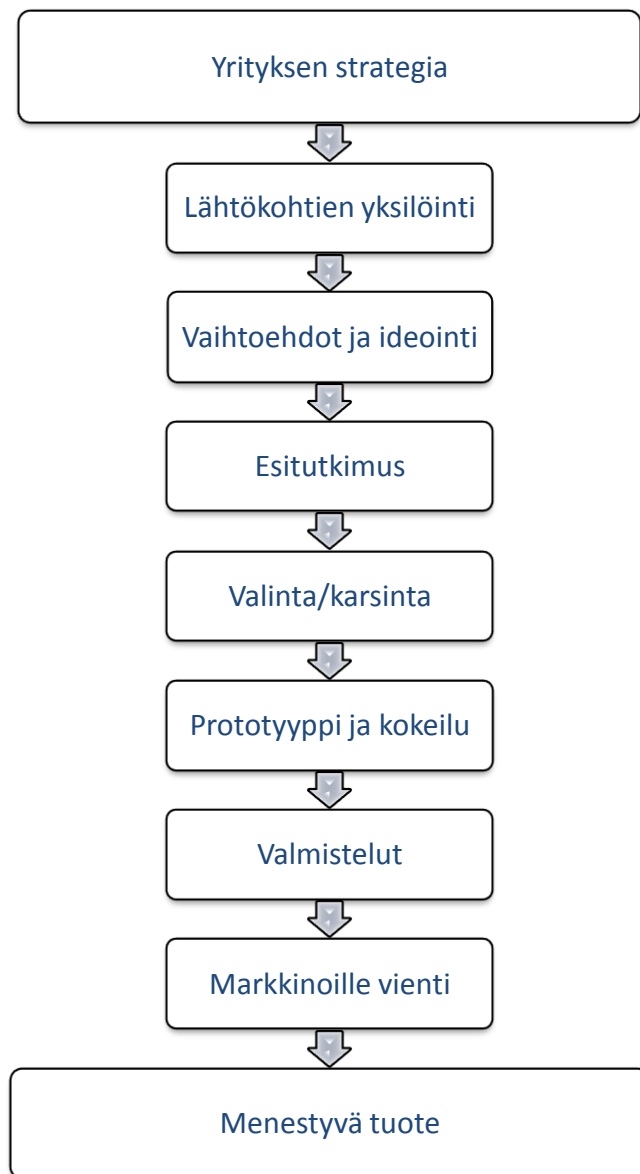 Yrityksen strategia
Lähtökohtien yksilöinti
Vaihtoehdot ja ideointi
Esitutkimus
Valinta/karsinta
Prototyyppi ja kokeilu
Valmistelut
Markkinoille vienti
Menestyvä tuote